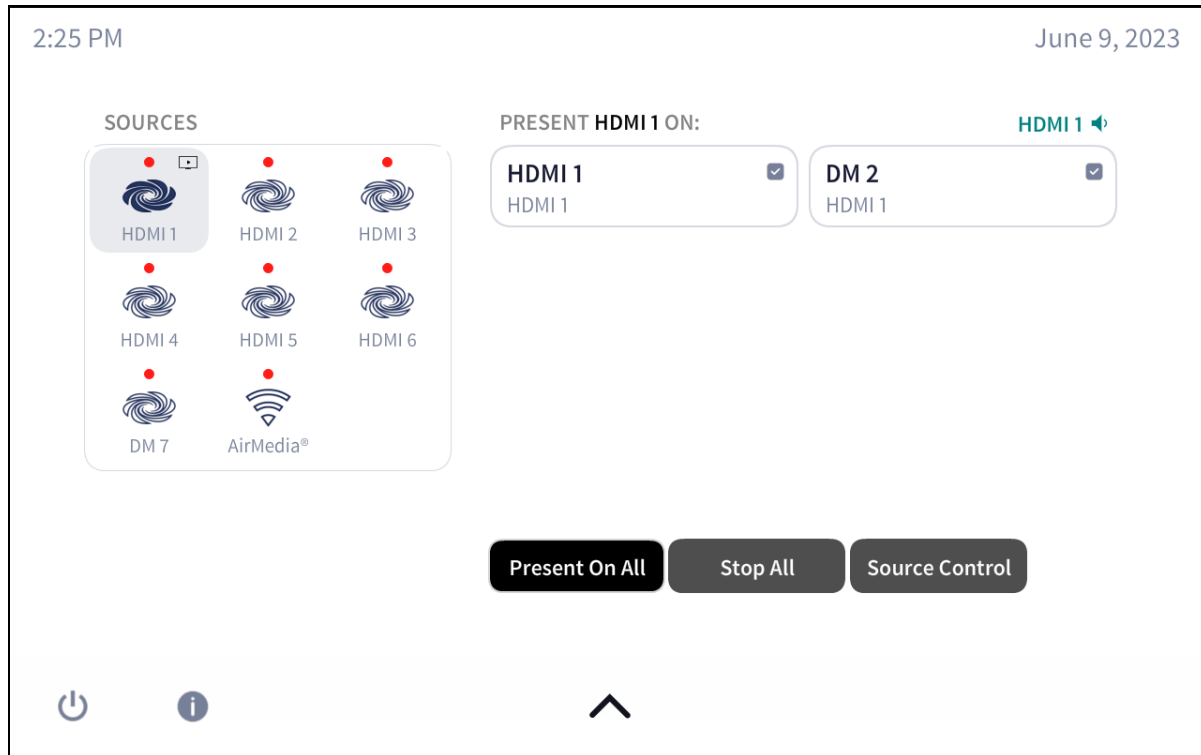 2:25 PM
June 9, 2023
SOURCES
HDMI 1
HDMI 2
HDMI 3
HDMI 4
HDMI 5
HDMI 6
DM 7
AirMedia®
PRESENT HDMI 1 ON:
HDMI 1
HDMI 1
HDMI 1
DM 2
HDMI 1
Present On All
Stop All
Source Control